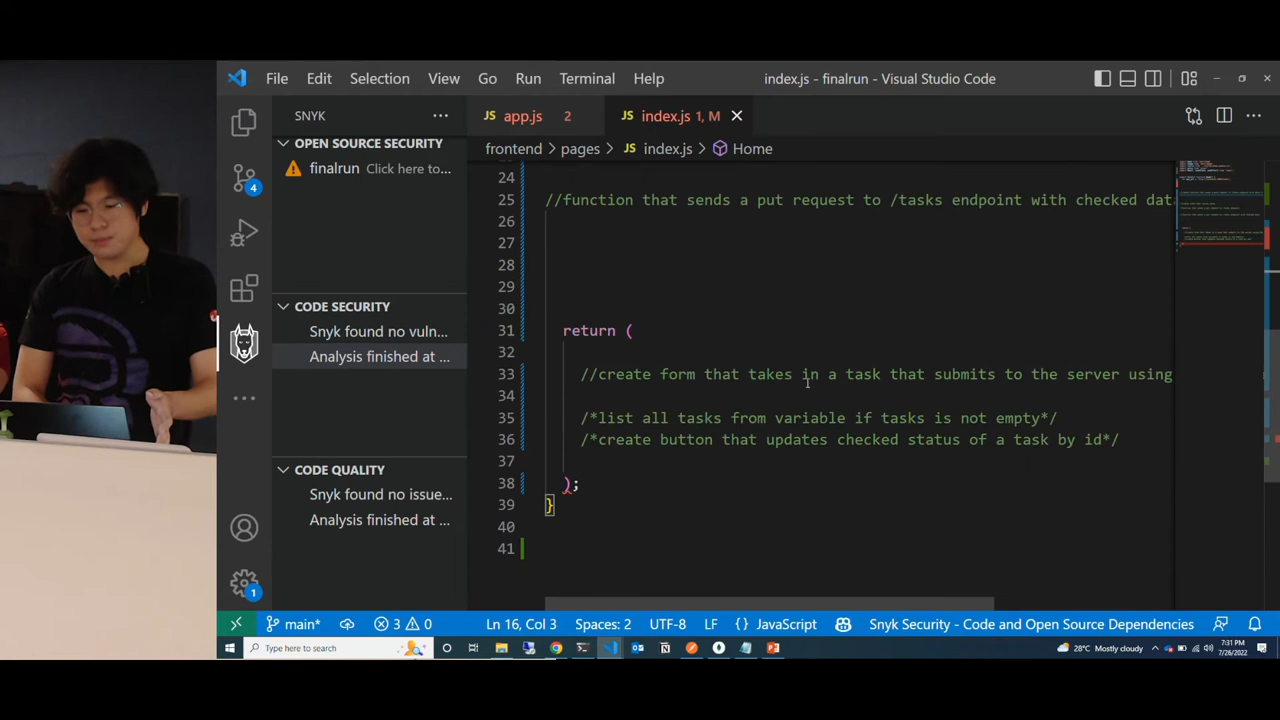 File Edit Selection View Go Run Terminal Help
index.js - finalrun - Visual Studio Code
SNYK
OPEN SOURCE SECURITY
finalrun Click here to...
CODE SECURITY
Snyk found no vuln...
Analysis finished at ...
CODE QUALITY
Snyk found no issue...
Analysis finished at ...
4
1
JS app.js 2
JS index.js 1, M
frontend > pages > JS index.js > Home
24
25 //function that sends a put request to /tasks endpoint with checked dat
26
27
28
29
30
31 return (
32
33 //create form that takes in a task that submits to the server using
34
35 /*list all tasks from variable if tasks is not empty*/
36 /*create button that updates checked status of a task by id*/
37
38 );
39 }
40
41
main* 3 0 Ln 16, Col 3 Spaces: 2 UTF-8 LF {} JavaScript Snyk Security - Code and Open Source Dependencies
Type here to search
28°C Mostly cloudy
7:31 PM
7/26/2022